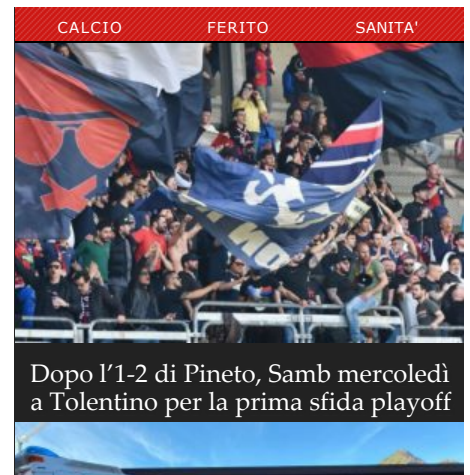 CALCIO FERITO SANITA'
Dopo l'1-2 di Pineto, Samb mercoledì
a Tolentino per la prima sfida playoff